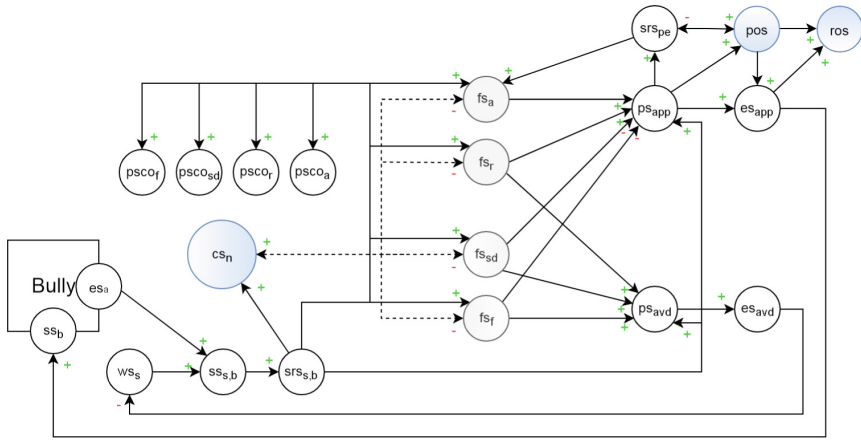 srs_pe - + pos ros
+ + + +
+ + + +
+ fs_a ps_app + es_app
- + + - - +
+ + + + + fs_r
psco_f psco_sd psco_r psco_a -
cs_n + + fs_sd
+ -
Bully es_a + + ps_avd + es_avd
ss_b + fs_f + + +
+ - +
ws_s + ss_s,b + srs_s,b
-